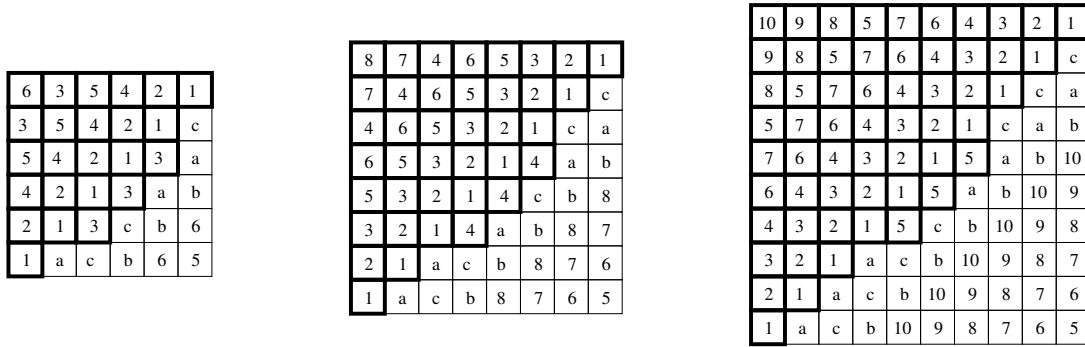 6 3 5 4 2 1
3 5 4 2 1 c
5 4 2 1 3 a
4 2 1 3 a b
2 1 3 c b 6
1 a c b 6 5
8 7 4 6 5 3 2 1
7 4 6 5 3 2 1 c
4 6 5 3 2 1 c a
6 5 3 2 1 4 a b
5 3 2 1 4 c b 8
3 2 1 4 a b 8 7
2 1 a c b 8 7 6
1 a c b 8 7 6 5
10 9 8 5 7 6 4 3 2 1
9 8 5 7 6 4 3 2 1 c
8 5 7 6 4 3 2 1 c a
5 7 6 4 3 2 1 c a b
7 6 4 3 2 1 5 a b 10
6 4 3 2 1 5 a b 10 9
4 3 2 1 5 c b 10 9 8
3 2 1 a c b 10 9 8 7
2 1 a c b 10 9 8 7 6
1 a c b 10 9 8 7 6 5